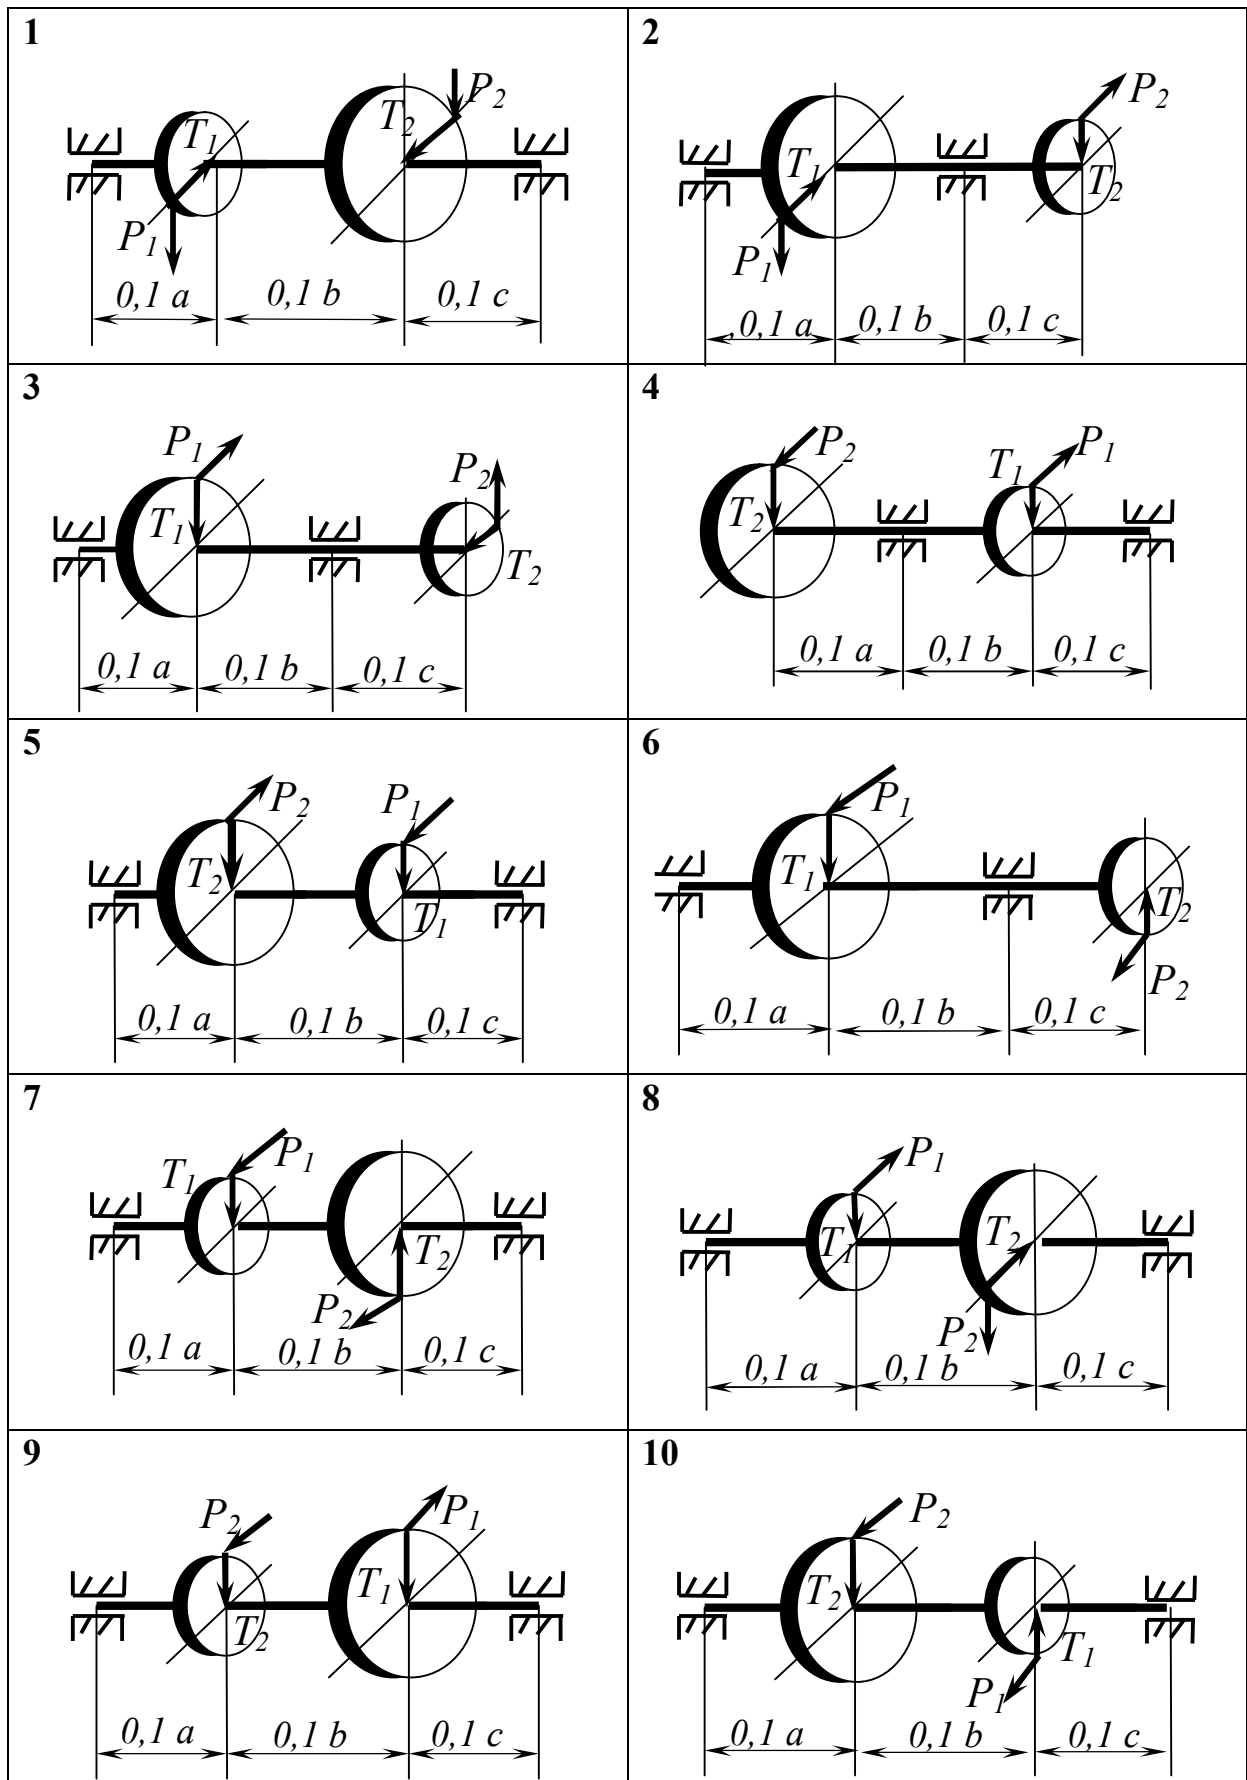 1
T₁
T₂
P₂
P₁
0,1 a
0,1 b
0,1 c
2
P₂
T₁
T₂
P₁
,0,1 a
0,1 b
0,1 c
3
P₁
P₂
T₁
T₂
0,1 a
0,1 b
0,1 c
4
P₂
T₁
P₁
T₂
0,1 a
0,1 b
0,1 c
5
P₂
P₁
T₂
T₁
0,1 a
0,1 b
0,1 c
6
P₁
T₁
T₂
P₂
0,1 a
0,1 b
0,1 c
7
T₁
P₁
T₂
P₂
0,1 a
0,1 b
0,1 c
8
P₁
T₁
T₂
P₂
0,1 a
0,1 b
0,1 c
9
P₂
P₁
T₁
T₂
0,1 a
0,1 b
0,1 c
10
P₂
T₂
T₁
P₁
0,1 a
0,1 b
0,1 c